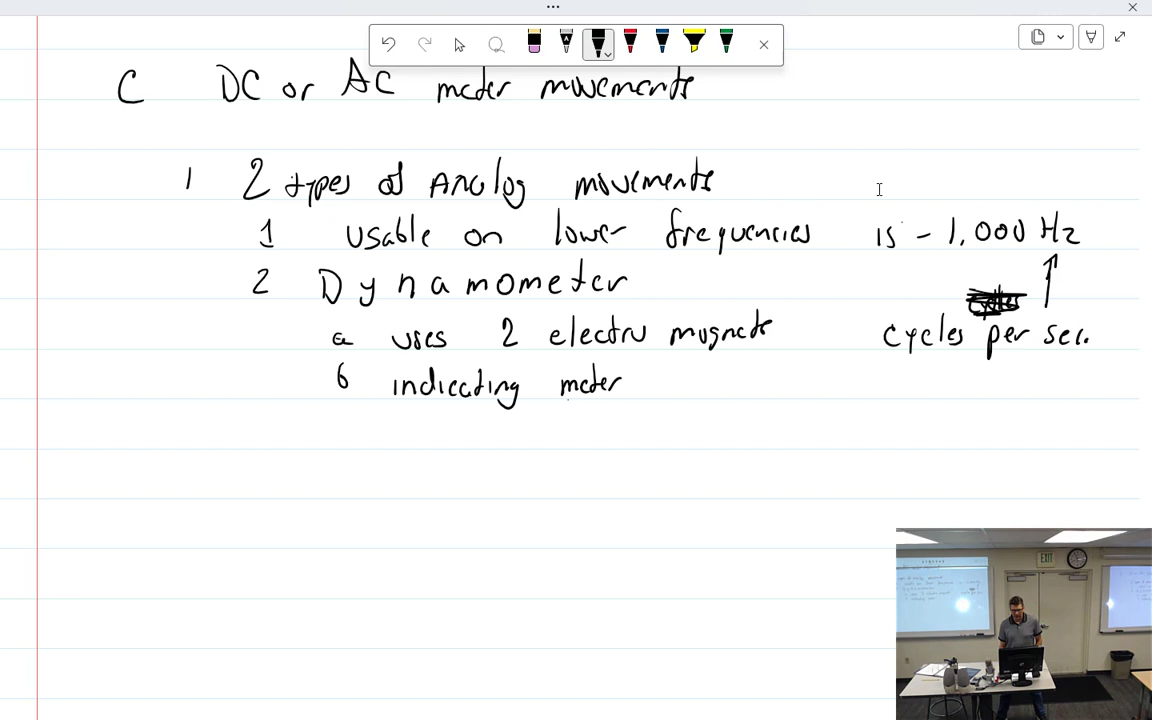 C DC or AC meter movements
1 2 types of Analog movements
1 usable on lower frequencies 15 - 1,000 Hz
2 Dynamometer
a uses 2 electro magnets cycles per sec.
b indicating meter
EXIT